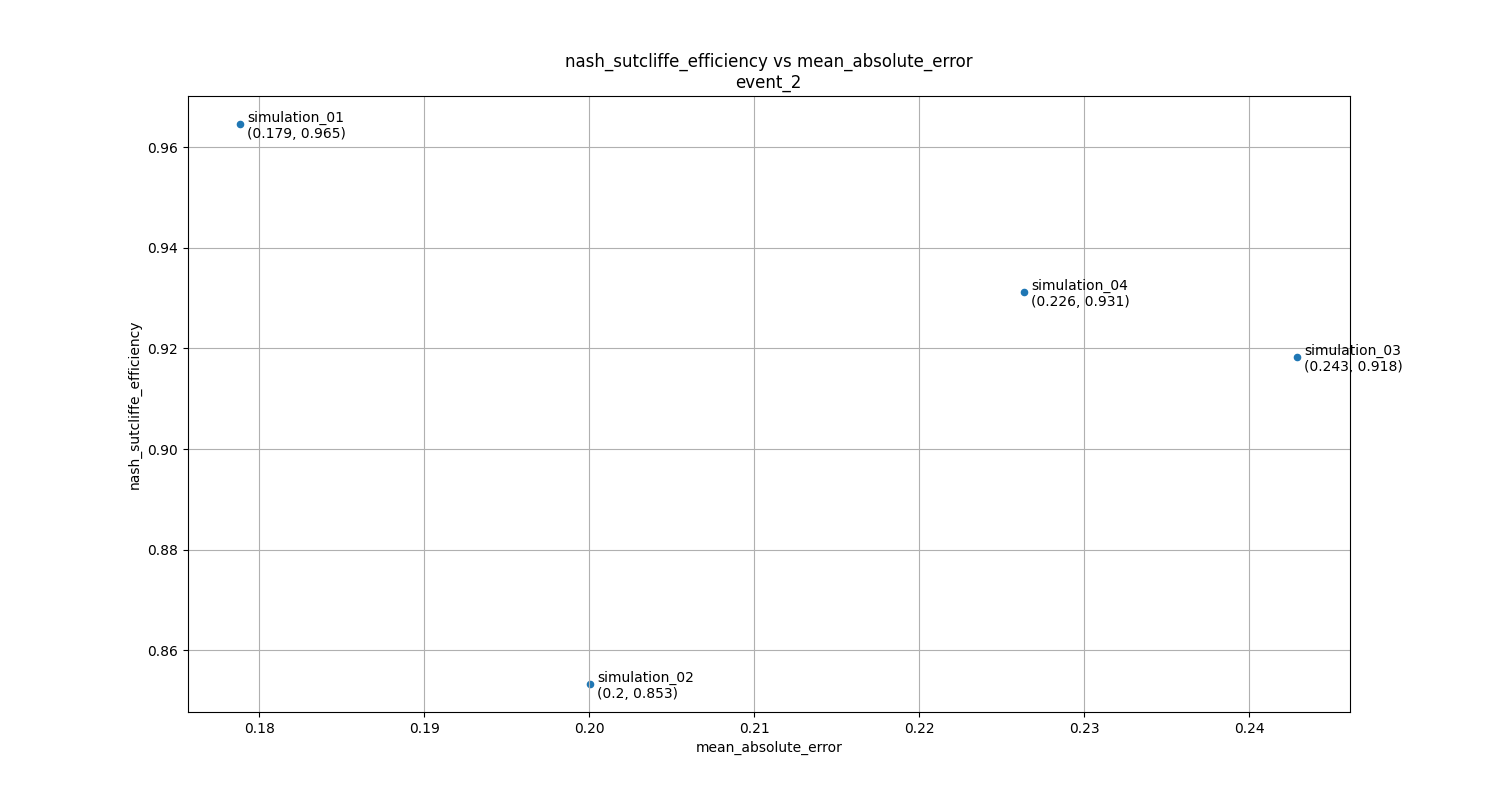 nash_sutcliffe_efficiency vs mean_absolute_error
event_2
simulation_01
(0.179, 0.965)
0.96
0.94
simulation_04
(0.226, 0.931)
0.92
simulation_03
(0.243, 0.918)
nash_sutcliffe_efficiency
0.90
0.88
0.86
simulation_02
(0.2, 0.853)
0.18 0.19 0.20 0.21 0.22 0.23 0.24
mean_absolute_error